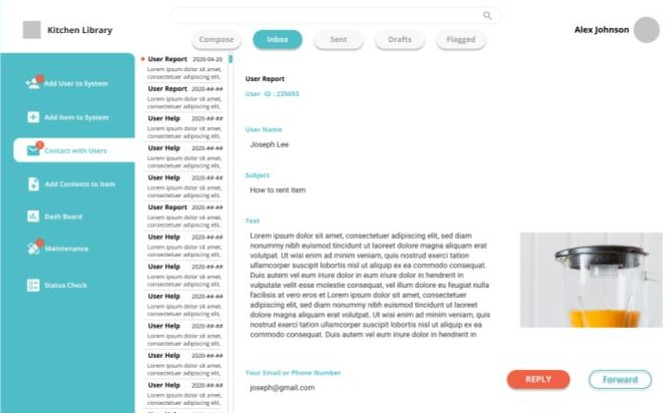 Kitchen Library
Alex Johnson
Compose
Inbox
Sent
Drafts
Flagged
Add User to System
Add Item to System
Contact with Users
Add Contents to Item
Dash Board
Maintenance
Status Check
User Report 2020-04-20
Lorem ipsum dolor sit amet,
consectetuer adipiscing elit,
User Report 2020-##-##
Lorem ipsum dolor sit amet,
consectetuer adipiscing elit,
User Help 2020-##-##
Lorem ipsum dolor sit amet,
consectetuer adipiscing elit,
User Help 2020-##-##
Lorem ipsum dolor sit amet,
consectetuer adipiscing elit,
User Help 2020-##-##
Lorem ipsum dolor sit amet,
consectetuer adipiscing elit,
User Report 2020-##-##
Lorem ipsum dolor sit amet,
consectetuer adipiscing elit,
User Help 2020-##-##
Lorem ipsum dolor sit amet,
consectetuer adipiscing elit,
User Help 2020-##-##
Lorem ipsum dolor sit amet,
consectetuer adipiscing elit,
User Help 2020-##-##
Lorem ipsum dolor sit amet,
consectetuer adipiscing elit,
User Help 2020-##-##
Lorem ipsum dolor sit amet,
consectetuer adipiscing elit,
User Help 2020-##-##
Lorem ipsum dolor sit amet,
consectetuer adipiscing elit,
User Help 2020-##-##
Lorem ipsum dolor sit amet,
consectetuer adipiscing elit,
User Report
User ID : 235693
User Name
Joseph Lee
Subject
How to rent item
Text
Lorem ipsum dolor sit amet, consectetuer adipiscing elit, sed diam
nonummy nibh euismod tincidunt ut laoreet dolore magna aliquam erat
volutpat. Ut wisi enim ad minim veniam, quis nostrud exerci tation
ullamcorper suscipit lobortis nisl ut aliquip ex ea commodo consequat.
Duis autem vel eum iriure dolor in eum iriure dolor in hendrerit in
vulputate velit esse molestie consequat, vel illum dolore eu feugiat nulla
facilisis at vero eros et Lorem ipsum dolor sit amet, consectetuer
adipiscing elit, sed diam nonummy nibh euismod tincidunt ut laoreet
dolore magna aliquam erat volutpat. Ut wisi enim ad minim veniam, quis
nostrud exerci tation ullamcorper suscipit lobortis nisl ut aliquip ex ea
commodo consequat. Duis autem vel eum iriure dolor in hendrerit in
Your Email or Phone Number
joseph@gmail.com
REPLY
Forward